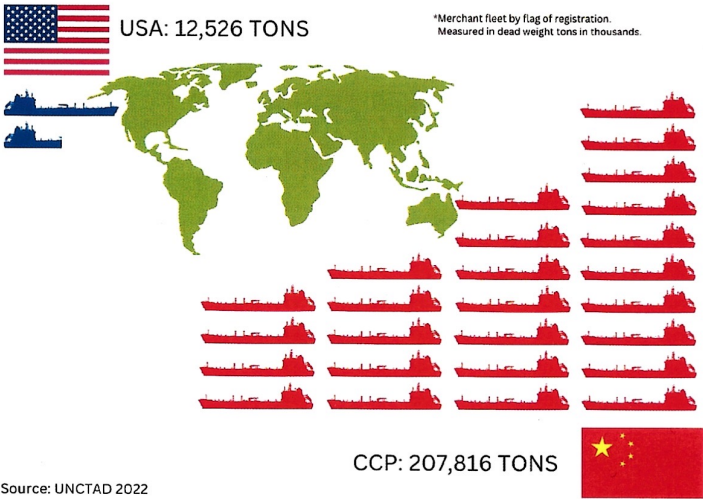 USA: 12,526 TONS
*Merchant fleet by flag of registration.
Measured in dead weight tons in thousands.
CCP: 207,816 TONS
Source: UNCTAD 2022